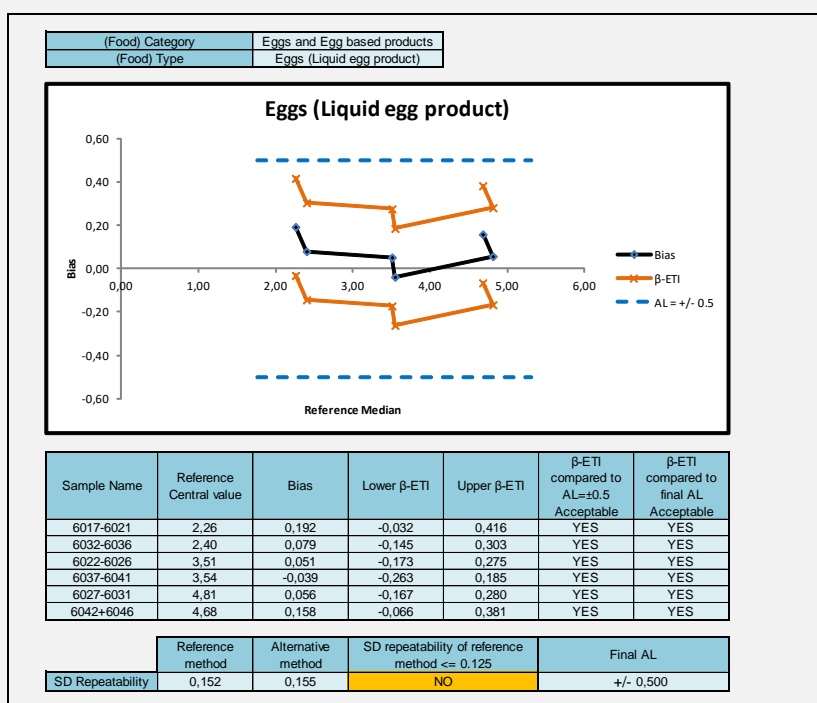 (Food) Category Eggs and Egg based products
(Food) Type Eggs (Liquid egg product)
Eggs (Liquid egg product)
0,60
0,40
0,20
0,00
-0,20
-0,40
-0,60
0,00 1,00 2,00 3,00 4,00 5,00 6,00
Bias
Reference Median
Bias
β-ETI
AL = +/- 0.5
Sample Name Reference Central value Bias Lower β-ETI Upper β-ETI β-ETI compared to AL=±0.5 Acceptable β-ETI compared to final AL Acceptable
6017-6021 2,26 0,192 -0,032 0,416 YES YES
6032-6036 2,40 0,079 -0,145 0,303 YES YES
6022-6026 3,51 0,051 -0,173 0,275 YES YES
6037-6041 3,54 -0,039 -0,263 0,185 YES YES
6027-6031 4,81 0,056 -0,167 0,280 YES YES
6042+6046 4,68 0,158 -0,066 0,381 YES YES
Reference method Alternative method SD repeatability of reference method <= 0.125 Final AL
SD Repeatability 0,152 0,155 NO +/- 0,500